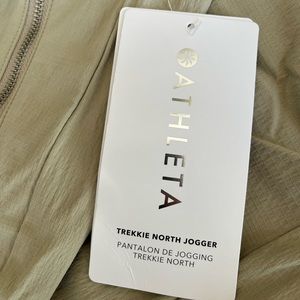 ATHLETA
TREKKIE NORTH JOGGER
PANTALON DE JOGGING
TREKKIE NORTH